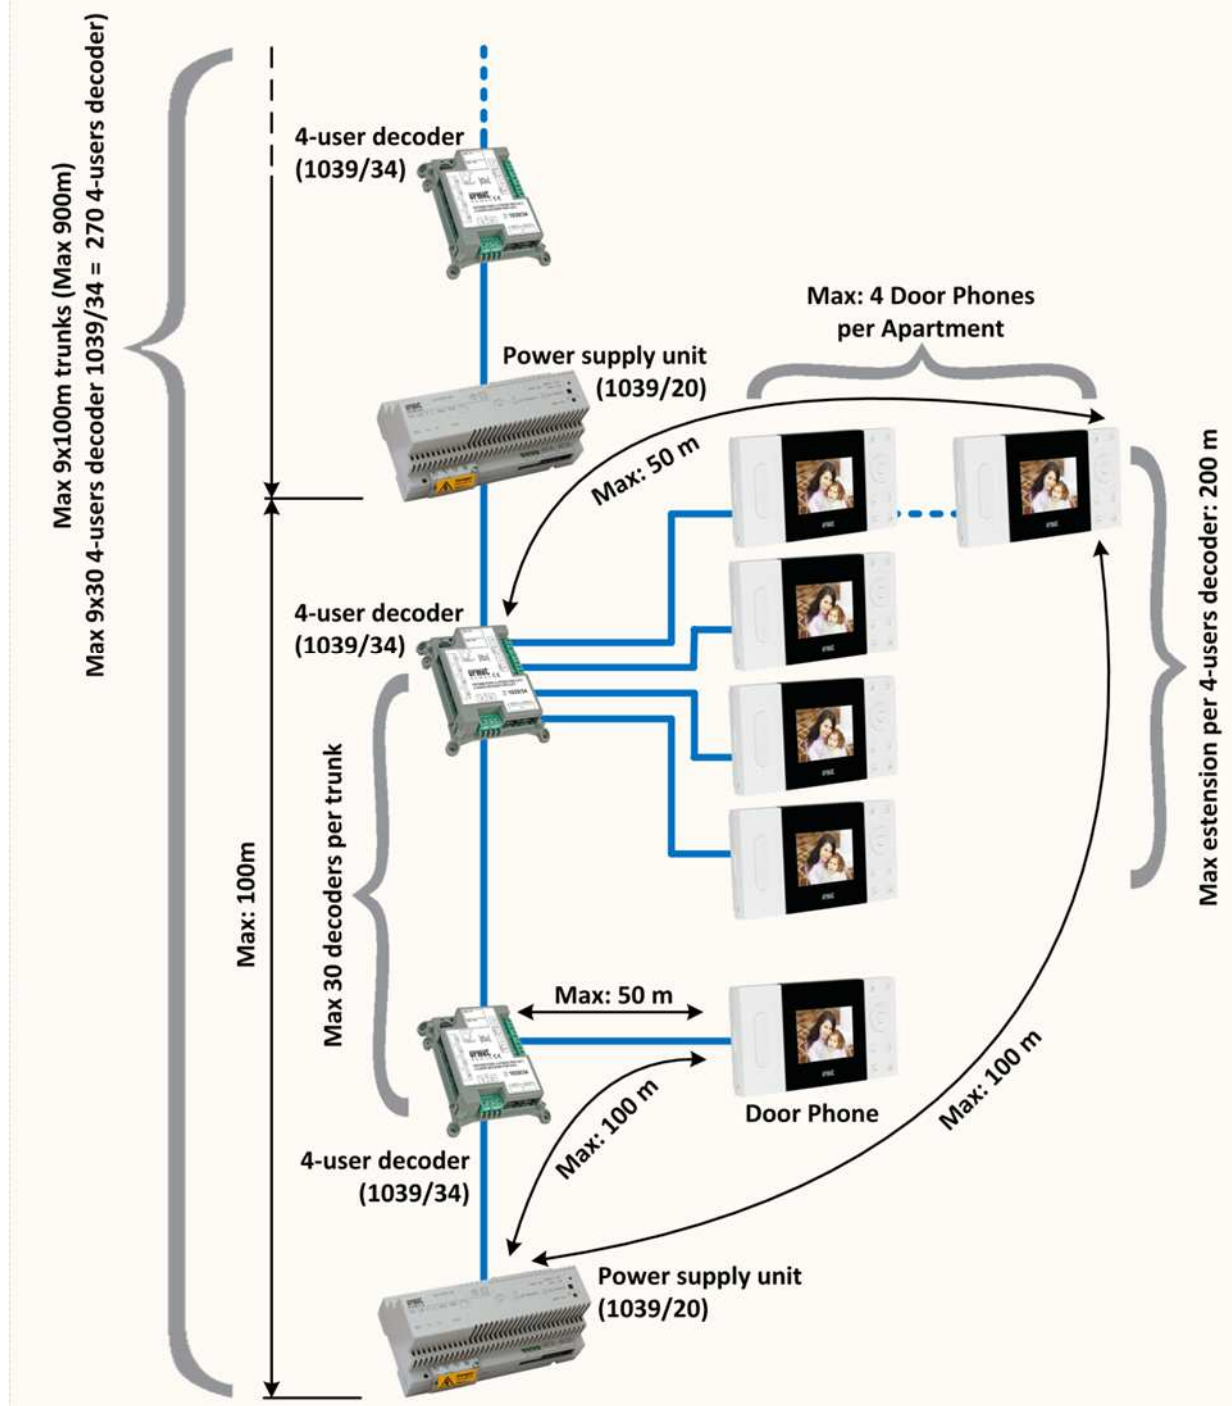 Max 9x100m trunks (Max 900m)
Max 9x30 4-users decoder 1039/34 = 270 4-users decoder)
4-user decoder
(1039/34)
Max: 4 Door Phones
per Apartment
Power supply unit
(1039/20)
Max: 50 m
4-user decoder
(1039/34)
Max estension per 4-users decoder: 200 m
Max: 100m
Max 30 decoders per trunk
Max: 50 m
Max: 100 m
Door Phone
Max: 100 m
4-user decoder
(1039/34)
Power supply unit
(1039/20)